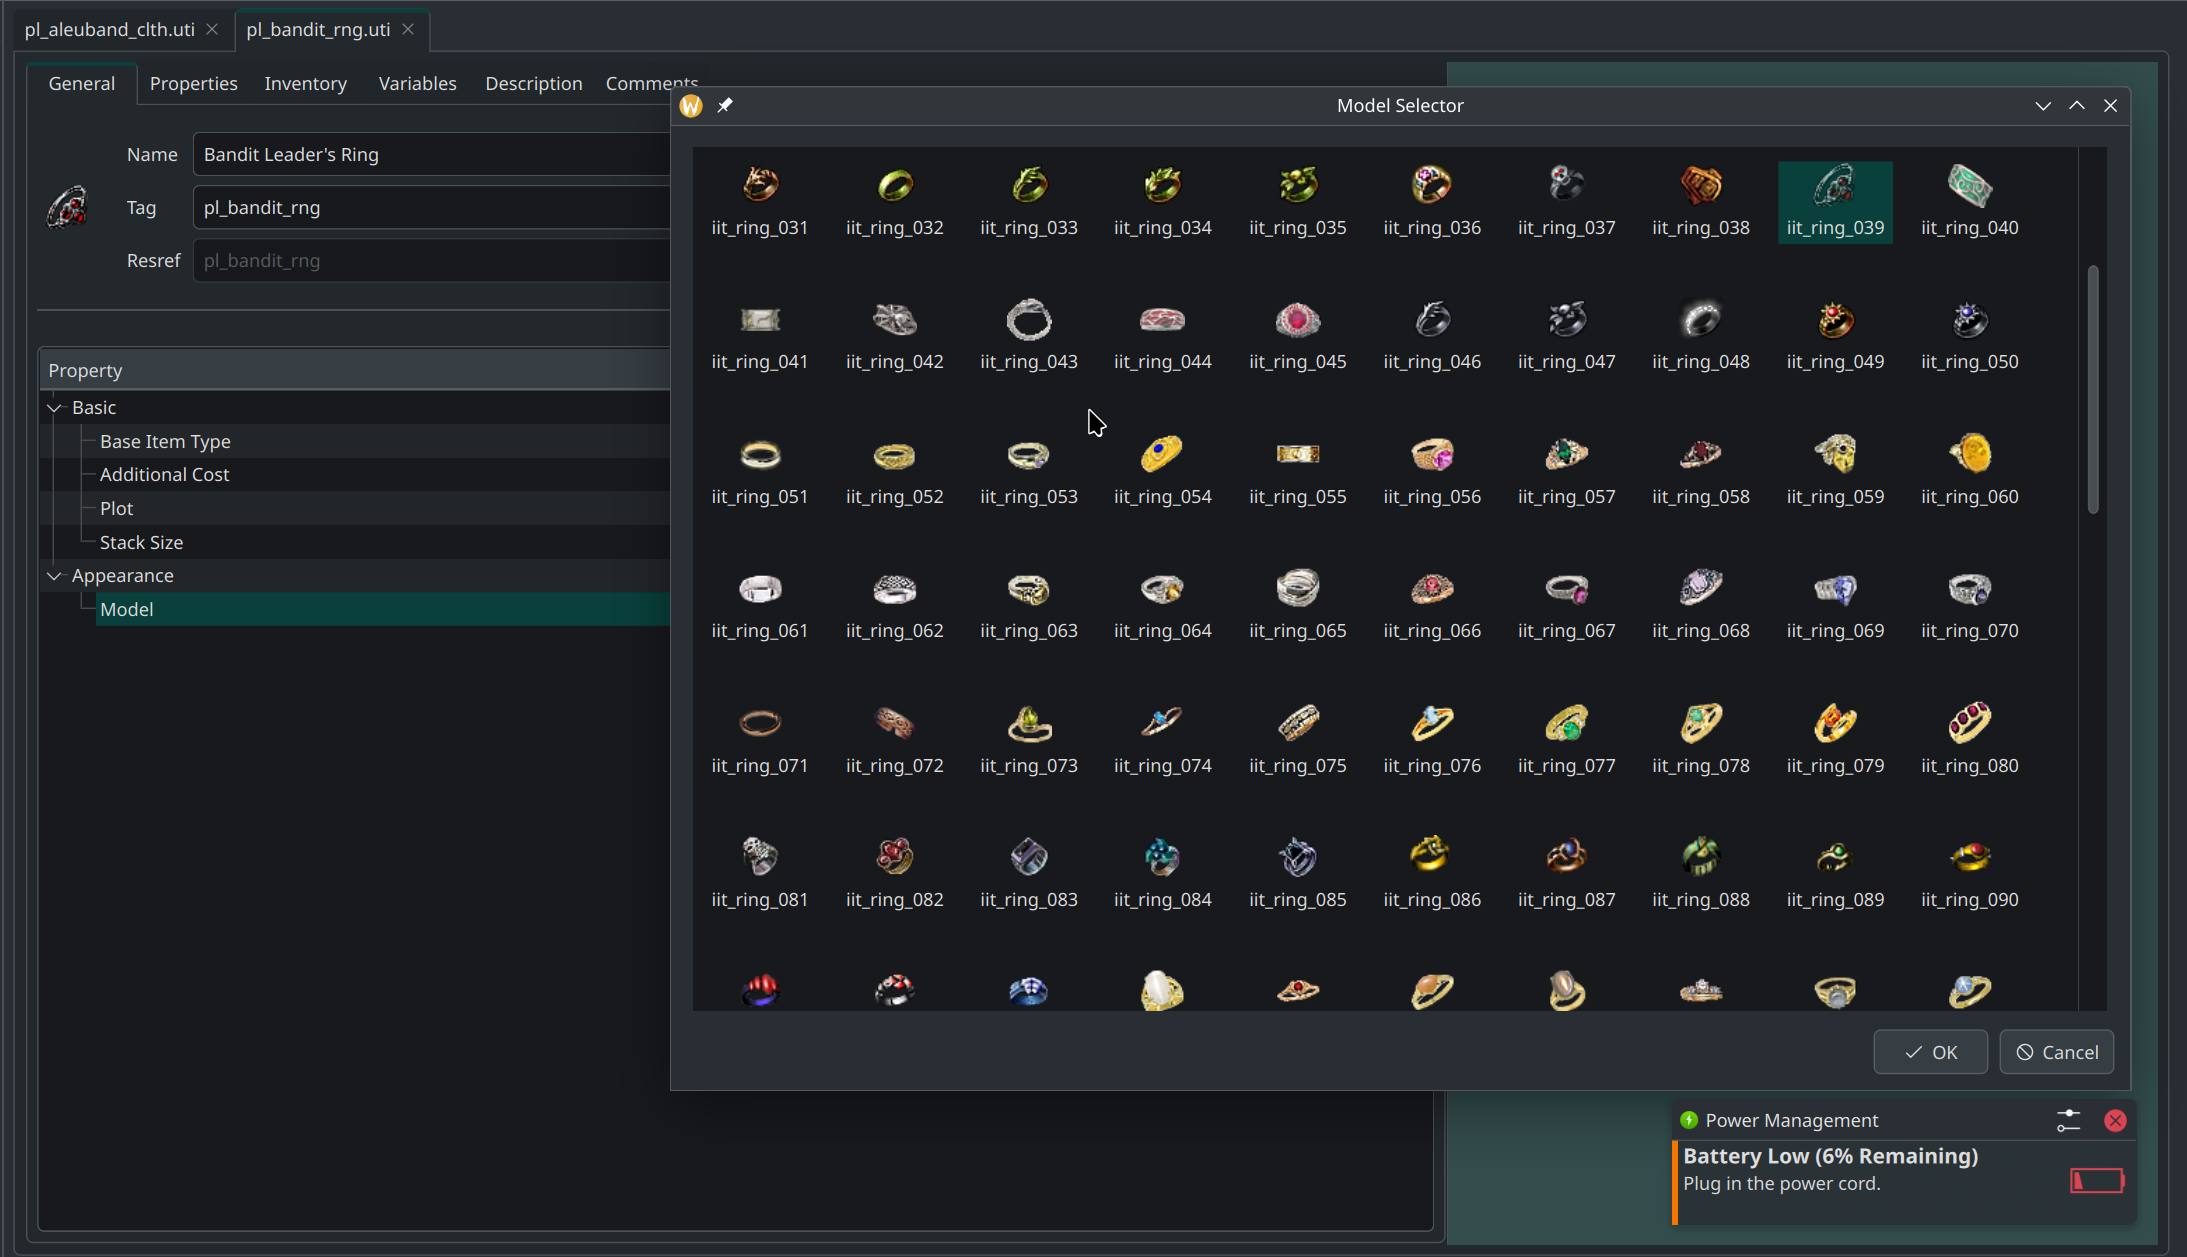 pl_aleuband_clth.uti
pl_bandit_rng.uti
General Properties Inventory Variables Description Comments
Name Bandit Leader's Ring
Tag pl_bandit_rng
Resref pl_bandit_rng
Property
Basic
Base Item Type
Additional Cost
Plot
Stack Size
Appearance
Model
W
Model Selector
iit_ring_031 iit_ring_032 iit_ring_033 iit_ring_034 iit_ring_035 iit_ring_036 iit_ring_037 iit_ring_038 iit_ring_039 iit_ring_040
iit_ring_041 iit_ring_042 iit_ring_043 iit_ring_044 iit_ring_045 iit_ring_046 iit_ring_047 iit_ring_048 iit_ring_049 iit_ring_050
iit_ring_051 iit_ring_052 iit_ring_053 iit_ring_054 iit_ring_055 iit_ring_056 iit_ring_057 iit_ring_058 iit_ring_059 iit_ring_060
iit_ring_061 iit_ring_062 iit_ring_063 iit_ring_064 iit_ring_065 iit_ring_066 iit_ring_067 iit_ring_068 iit_ring_069 iit_ring_070
iit_ring_071 iit_ring_072 iit_ring_073 iit_ring_074 iit_ring_075 iit_ring_076 iit_ring_077 iit_ring_078 iit_ring_079 iit_ring_080
iit_ring_081 iit_ring_082 iit_ring_083 iit_ring_084 iit_ring_085 iit_ring_086 iit_ring_087 iit_ring_088 iit_ring_089 iit_ring_090
OK
Cancel
Power Management
Battery Low (6% Remaining)
Plug in the power cord.